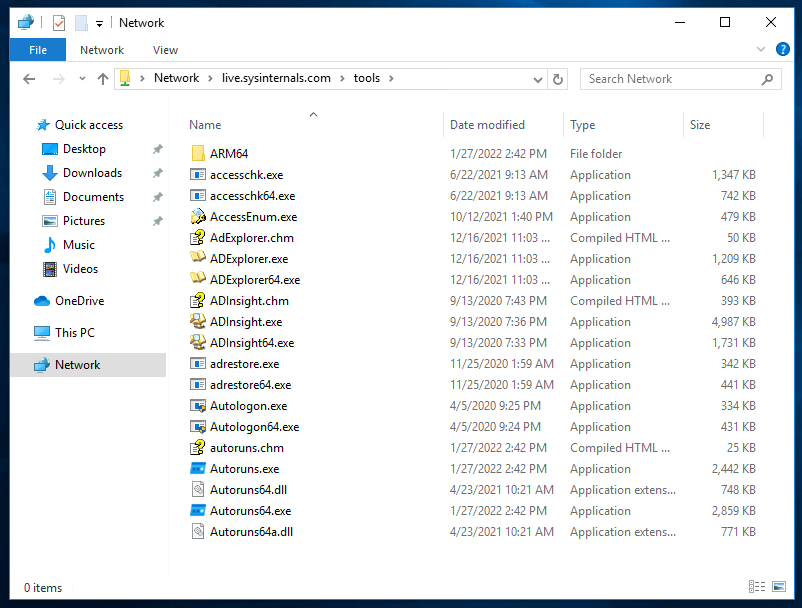 Network
File Network View
Network live.sysinternals.com tools Search Network
Quick access
Desktop
Downloads
Documents
Pictures
Music
Videos
OneDrive
This PC
Network
Name Date modified Type Size
ARM64 1/27/2022 2:42 PM File folder
accesschk.exe 6/22/2021 9:13 AM Application 1,347 KB
accesschk64.exe 6/22/2021 9:13 AM Application 742 KB
AccessEnum.exe 10/12/2021 1:40 PM Application 479 KB
AdExplorer.chm 12/16/2021 11:03 ... Compiled HTML ... 50 KB
ADExplorer.exe 12/16/2021 11:03 ... Application 1,209 KB
ADExplorer64.exe 12/16/2021 11:03 ... Application 646 KB
ADInsight.chm 9/13/2020 7:43 PM Compiled HTML ... 393 KB
ADInsight.exe 9/13/2020 7:36 PM Application 4,987 KB
ADInsight64.exe 9/13/2020 7:33 PM Application 1,731 KB
adrestore.exe 11/25/2020 1:59 AM Application 342 KB
adrestore64.exe 11/25/2020 1:59 AM Application 441 KB
Autologon.exe 4/5/2020 9:25 PM Application 334 KB
Autologon64.exe 4/5/2020 9:24 PM Application 431 KB
autoruns.chm 1/27/2022 2:42 PM Compiled HTML ... 25 KB
Autoruns.exe 1/27/2022 2:42 PM Application 2,442 KB
Autoruns64.dll 4/23/2021 10:21 AM Application extens... 748 KB
Autoruns64.exe 1/27/2022 2:42 PM Application 2,859 KB
Autoruns64a.dll 4/23/2021 10:21 AM Application extens... 771 KB
0 items